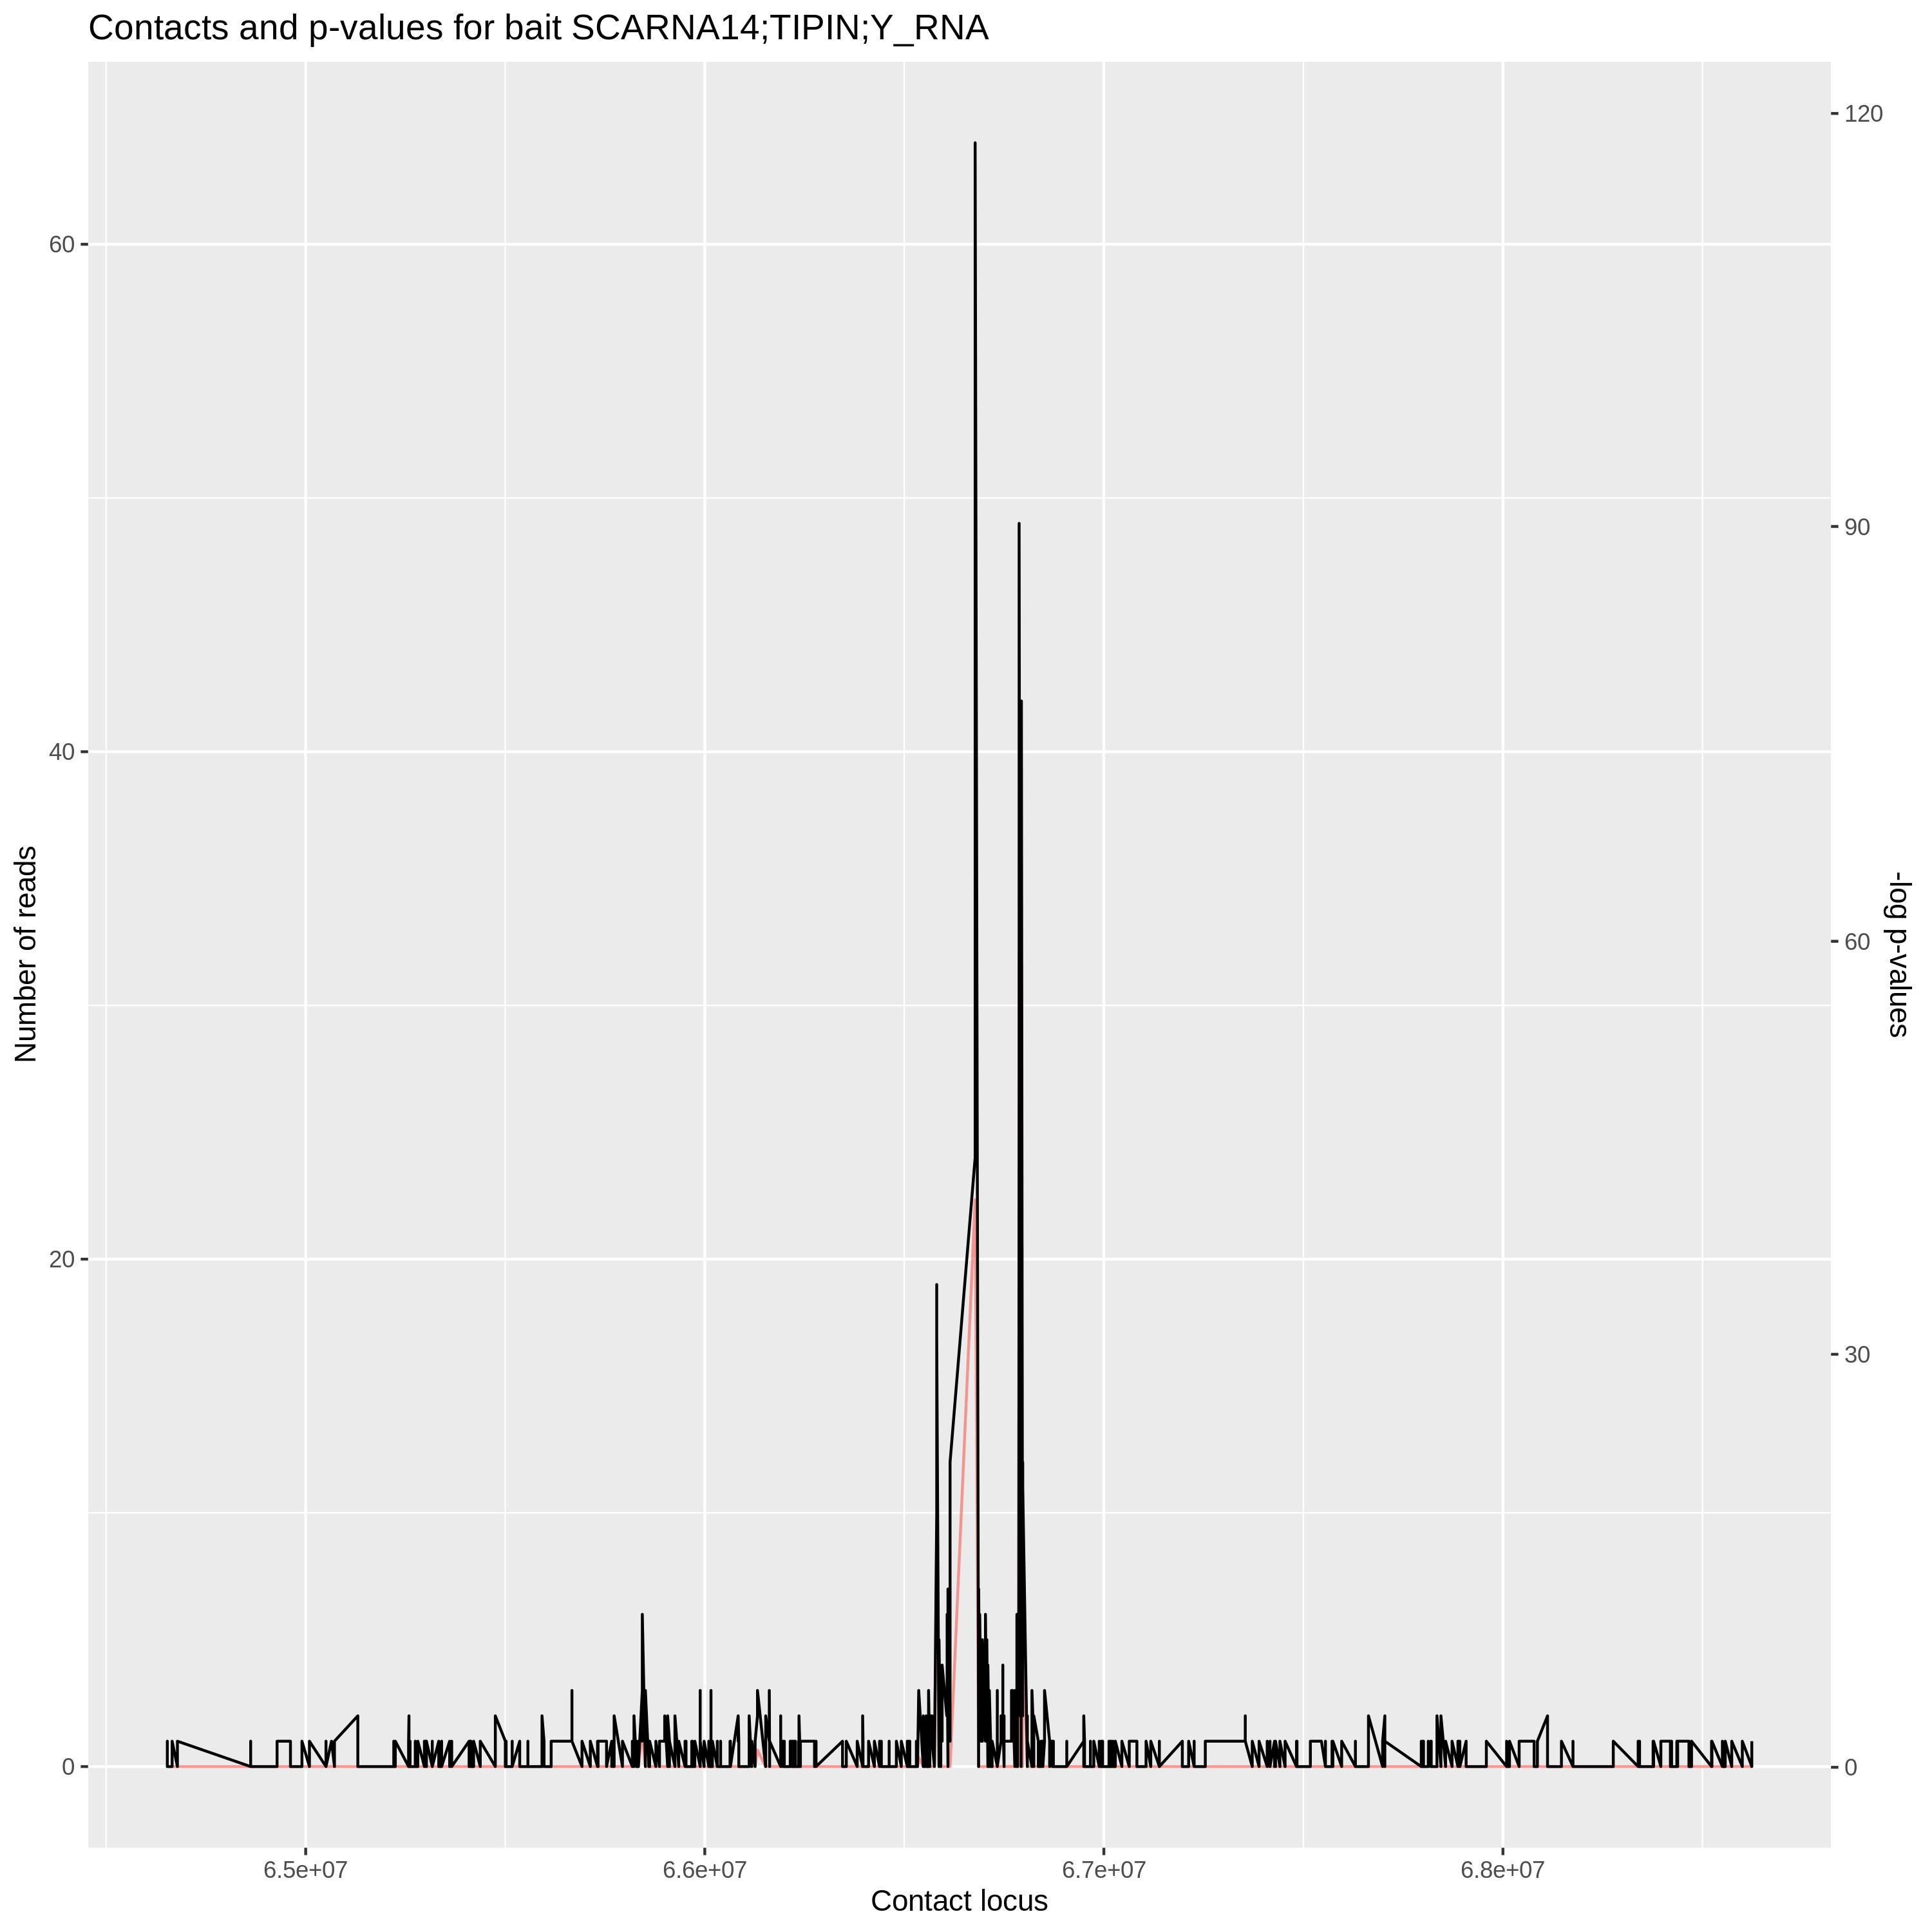 Contacts and p-values for bait SCARNA14;TIPIN;Y_RNA
120
60
90
40
Number of reads
-log p-values
60
20
30
0
0
6.5e+07
6.6e+07
6.7e+07
6.8e+07
Contact locus